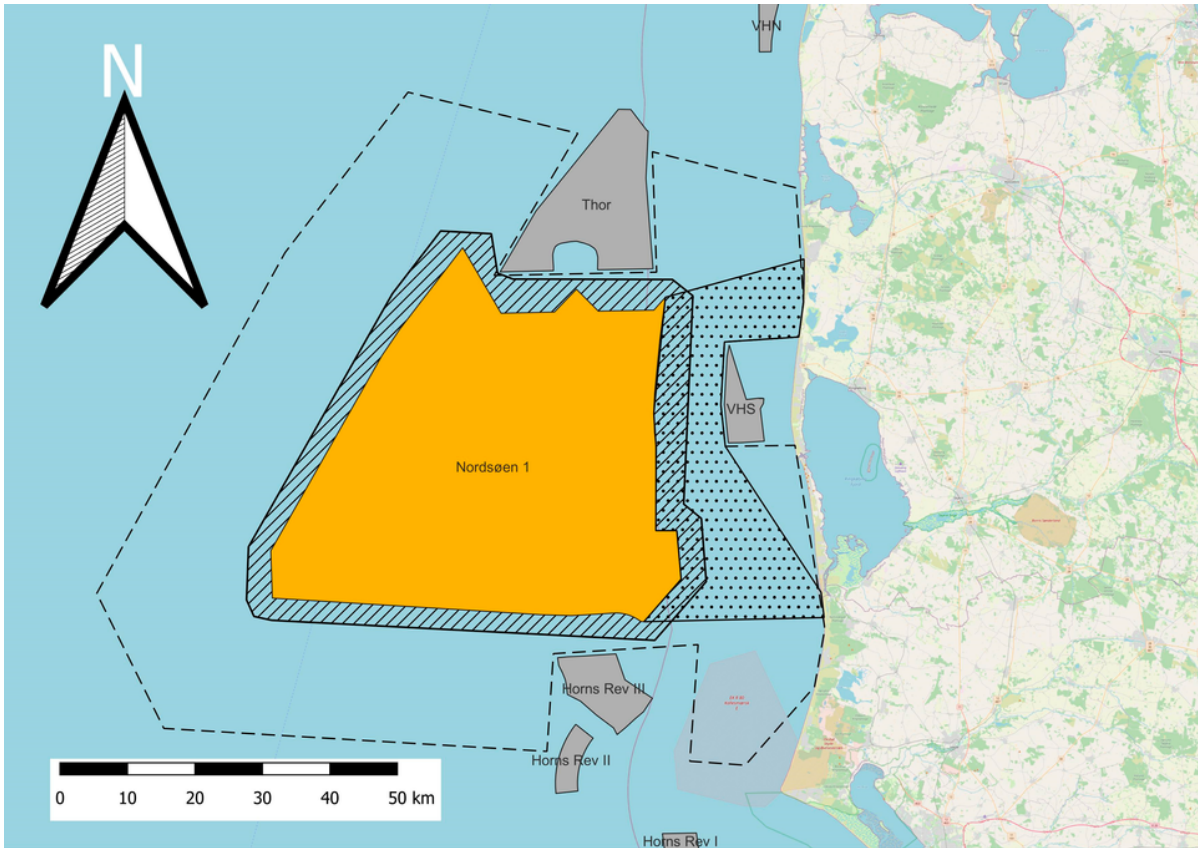 VHN
N
Thor
VHS
Nordsøen 1
Horns Rev III
Horns Rev II
0 10 20 30 40 50 km
Horns Rev I